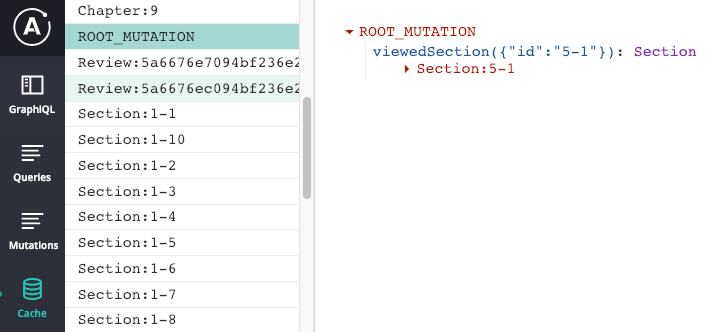 GraphiQL
Queries
Mutations
Cache
Chapter:9
ROOT_MUTATION
Review:5a6676e7094bf236e2
Review:5a6676ec094bf236e2
Section:1-1
Section:1-10
Section:1-2
Section:1-3
Section:1-4
Section:1-5
Section:1-6
Section:1-7
Section:1-8
ROOT_MUTATION
viewedSection({"id":"5-1"}): Section
Section:5-1